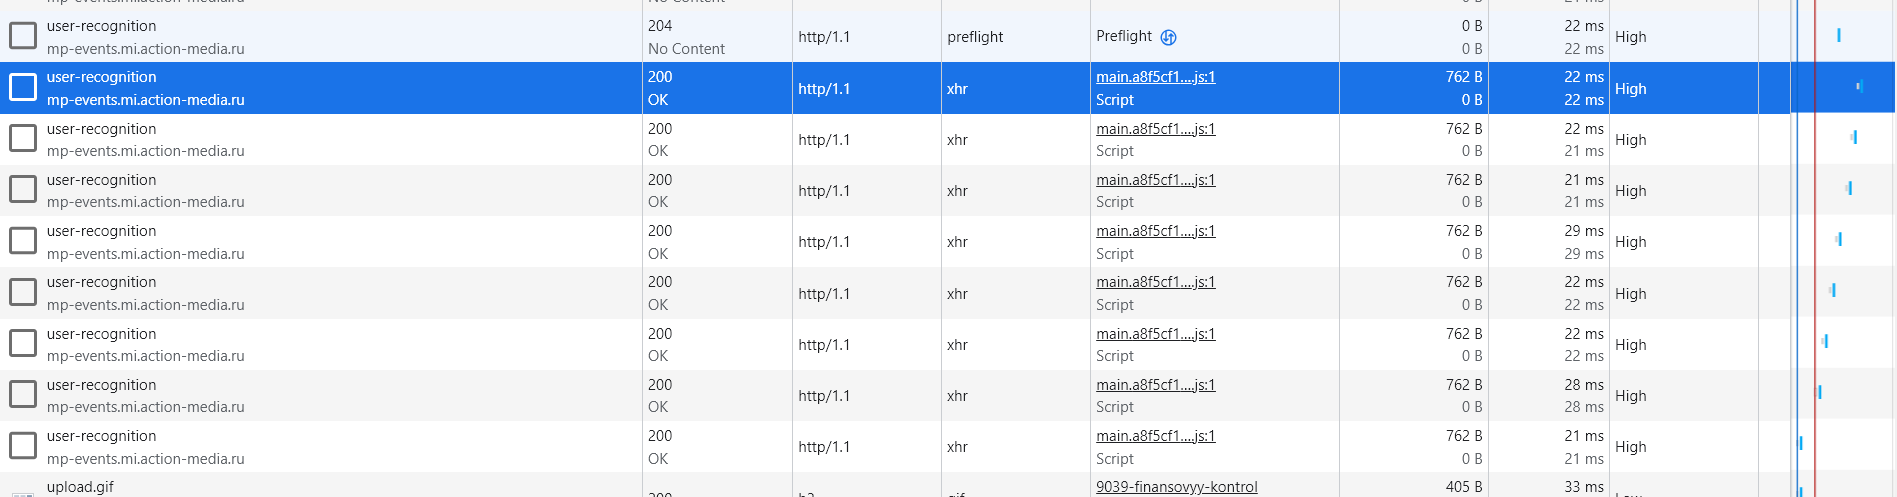 No Content 0 B 21 ms
user-recognition 204 0 B 22 ms
http/1.1 preflight Preflight High
mp-events.mi.action-media.ru No Content 0 B 22 ms
user-recognition 200 main.a8f5cf1....js:1 762 B 22 ms
http/1.1 xhr High
mp-events.mi.action-media.ru OK Script 0 B 22 ms
user-recognition 200 main.a8f5cf1....js:1 762 B 22 ms
http/1.1 xhr High
mp-events.mi.action-media.ru OK Script 0 B 21 ms
user-recognition 200 main.a8f5cf1....js:1 762 B 21 ms
http/1.1 xhr High
mp-events.mi.action-media.ru OK Script 0 B 21 ms
user-recognition 200 main.a8f5cf1....js:1 762 B 29 ms
http/1.1 xhr High
mp-events.mi.action-media.ru OK Script 0 B 29 ms
user-recognition 200 main.a8f5cf1....js:1 762 B 22 ms
http/1.1 xhr High
mp-events.mi.action-media.ru OK Script 0 B 22 ms
user-recognition 200 main.a8f5cf1....js:1 762 B 22 ms
http/1.1 xhr High
mp-events.mi.action-media.ru OK Script 0 B 22 ms
user-recognition 200 main.a8f5cf1....js:1 762 B 28 ms
http/1.1 xhr High
mp-events.mi.action-media.ru OK Script 0 B 28 ms
user-recognition 200 main.a8f5cf1....js:1 762 B 21 ms
http/1.1 xhr High
mp-events.mi.action-media.ru OK Script 0 B 21 ms
upload.gif 9039-finansovyy-kontrol 405 B 33 ms